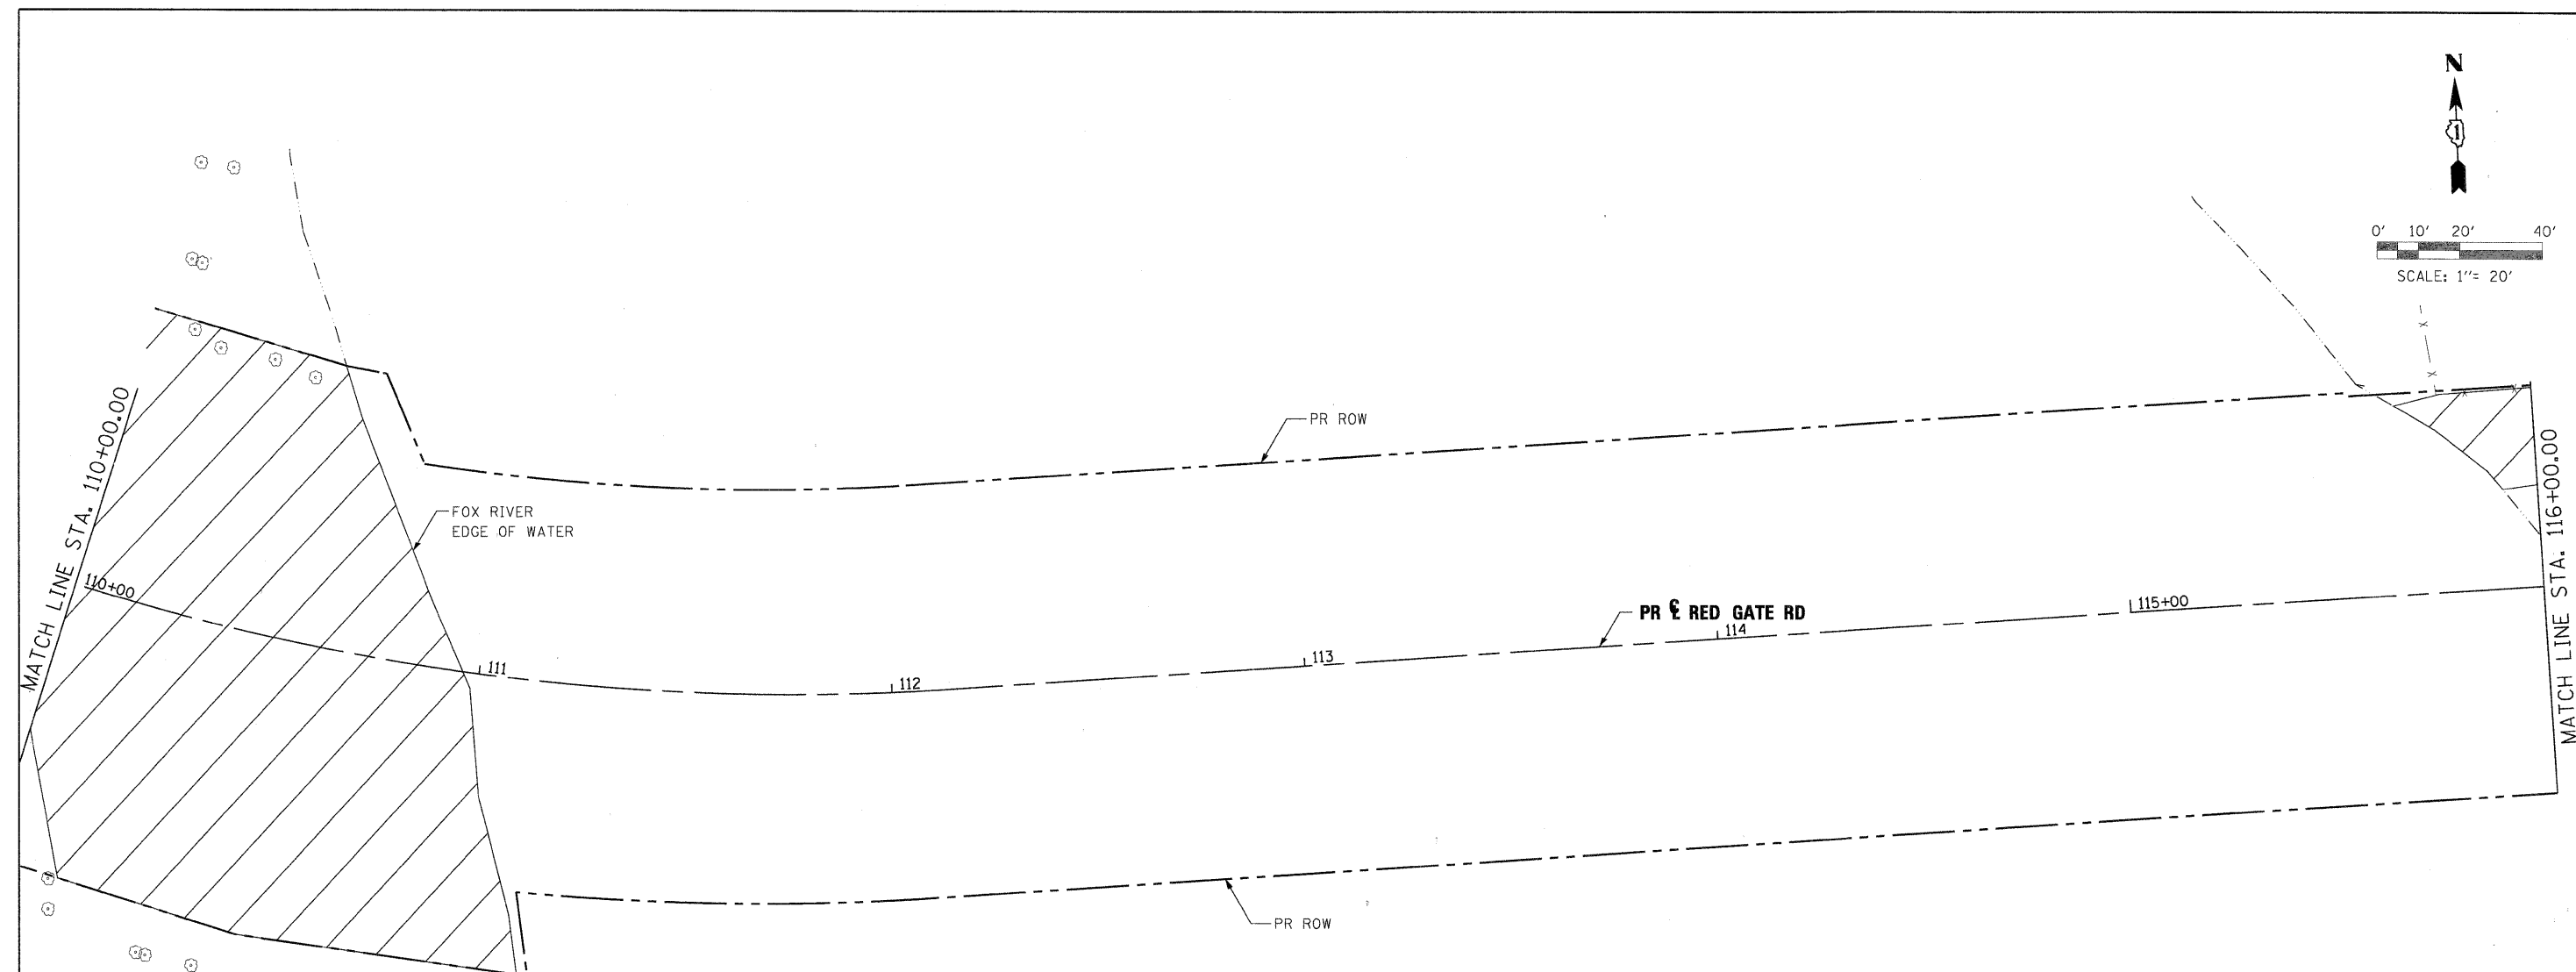 N
1
0' 10' 20' 40'
SCALE: 1"= 20'
MATCH LINE STA. 110+00.00
PR ROW
FOX RIVER
EDGE OF WATER
110+00
111
112
113
114
115+00
PR ℄ RED GATE RD
MATCH LINE STA. 116+00.00
PR ROW